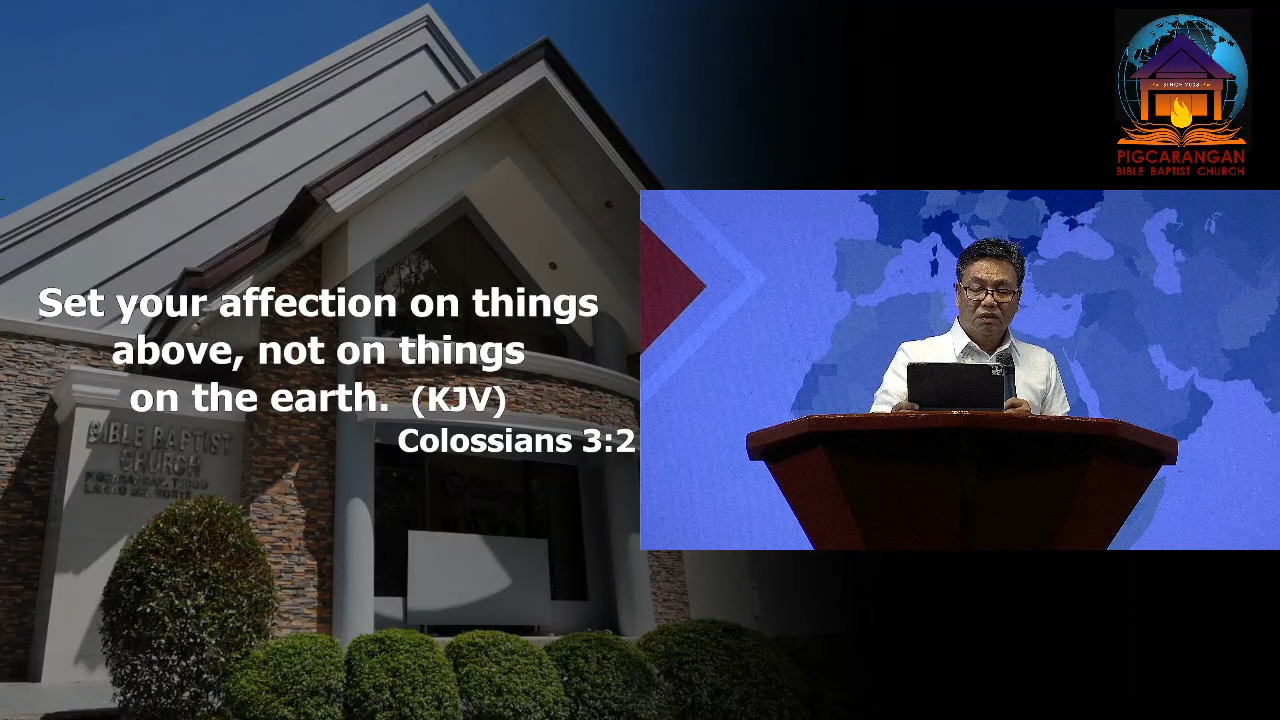 Set your affection on things
above, not on things
on the earth. (KJV)
Colossians 3:2
BIBLE BAPTIST
CHURCH
PIGCARANGAN
BIBLE BAPTIST CHURCH